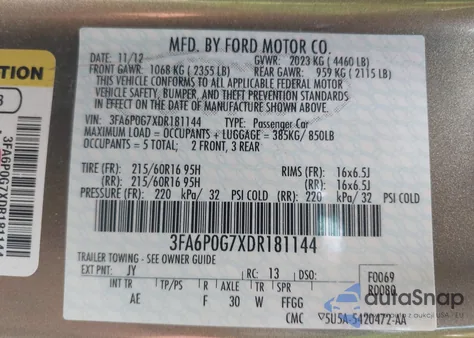 MFD. BY FORD MOTOR CO.
DATE: 11/12 GVWR: 2023 KG ( 4460 LB)
FRONT GAWR: 1068 KG ( 2355 LB) REAR GAWR: 959 KG ( 2115 LB)
THIS VEHICLE CONFORMS TO ALL APPLICABLE FEDERAL MOTOR
VEHICLE SAFETY, BUMPER, AND THEFT PREVENTION STANDARDS
IN EFFECT ON THE DATE OF MANUFACTURE SHOWN ABOVE.
VIN: 3FA6P0G7XDR181144 TYPE: Passenger Car
MAXIMUM LOAD = OCCUPANTS + LUGGAGE = 385KG/ 850LB
OCCUPANTS = 5 TOTAL: 2 FRONT, 3 REAR
TIRE (FR): 215/60R16 95H RIMS (FR): 16x6.5J
TIRE (RR): 215/60R16 95H RIMS (RR): 16x6.5J
PRESSURE (FR): 220 kPa/ 32 PSI COLD (RR): 220 kPa/ 32 PSI COLD
3FA6P0G7XDR181144
TRAILER TOWING - SEE OWNER GUIDE
EXT PNT: JY RC: 13 DSO: F0069
R0080
INT TR TP/PS R AXLE TR SPR
AE F 30 W FFGG
CMC 5U5A-5420472-AA
3FA6P0G7XDR181144
autoSnap